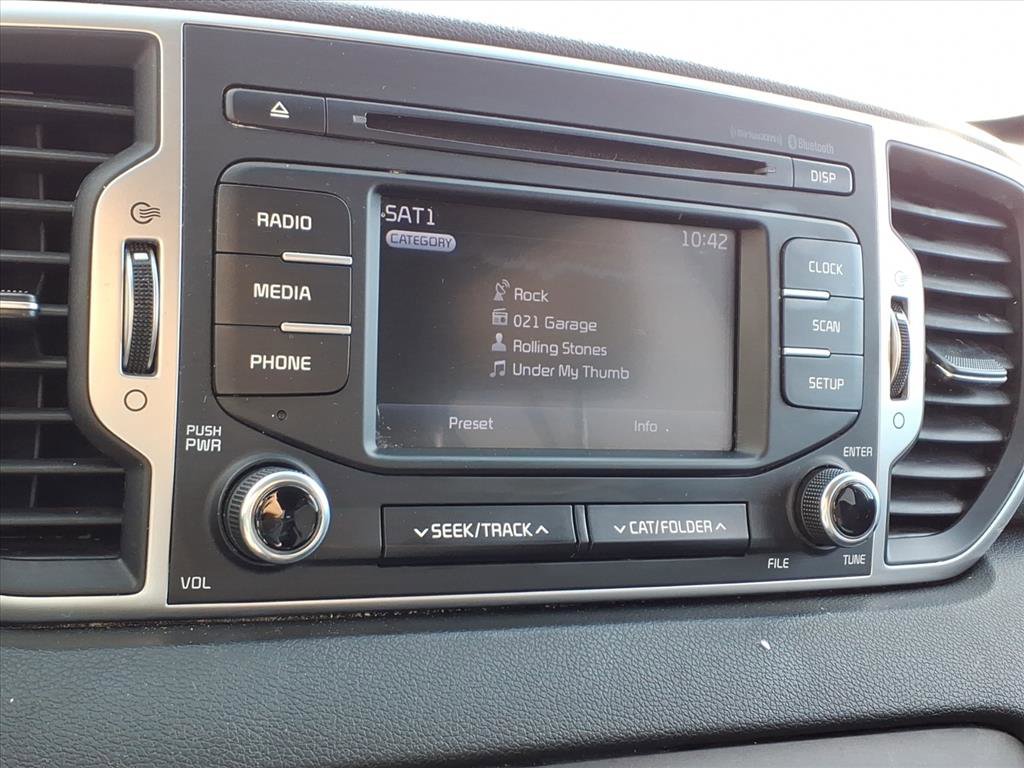 SiriusXM
Bluetooth
DISP
RADIO
MEDIA
PHONE
SAT1
CATEGORY
10:42
Rock
021 Garage
Rolling Stones
Under My Thumb
Preset Info
CLOCK
SCAN
SETUP
PUSH
PWR
VOL
SEEK/TRACK
CAT/FOLDER
ENTER
FILE
TUNE